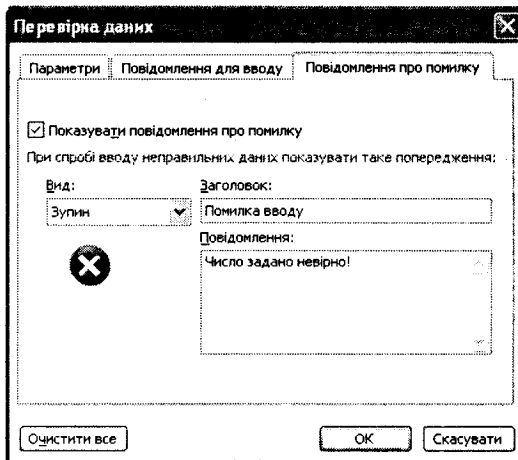 Перевірка даних
Параметри Повідомлення для вводу Повідомлення про помилку
Показувати повідомлення про помилку
При спробі вводу неправильних даних показувати таке попередження:
Вид: Заголовок:
Зупин Помилка вводу
Повідомлення:
Число задано невірно!
Очистити все ОК Скасувати